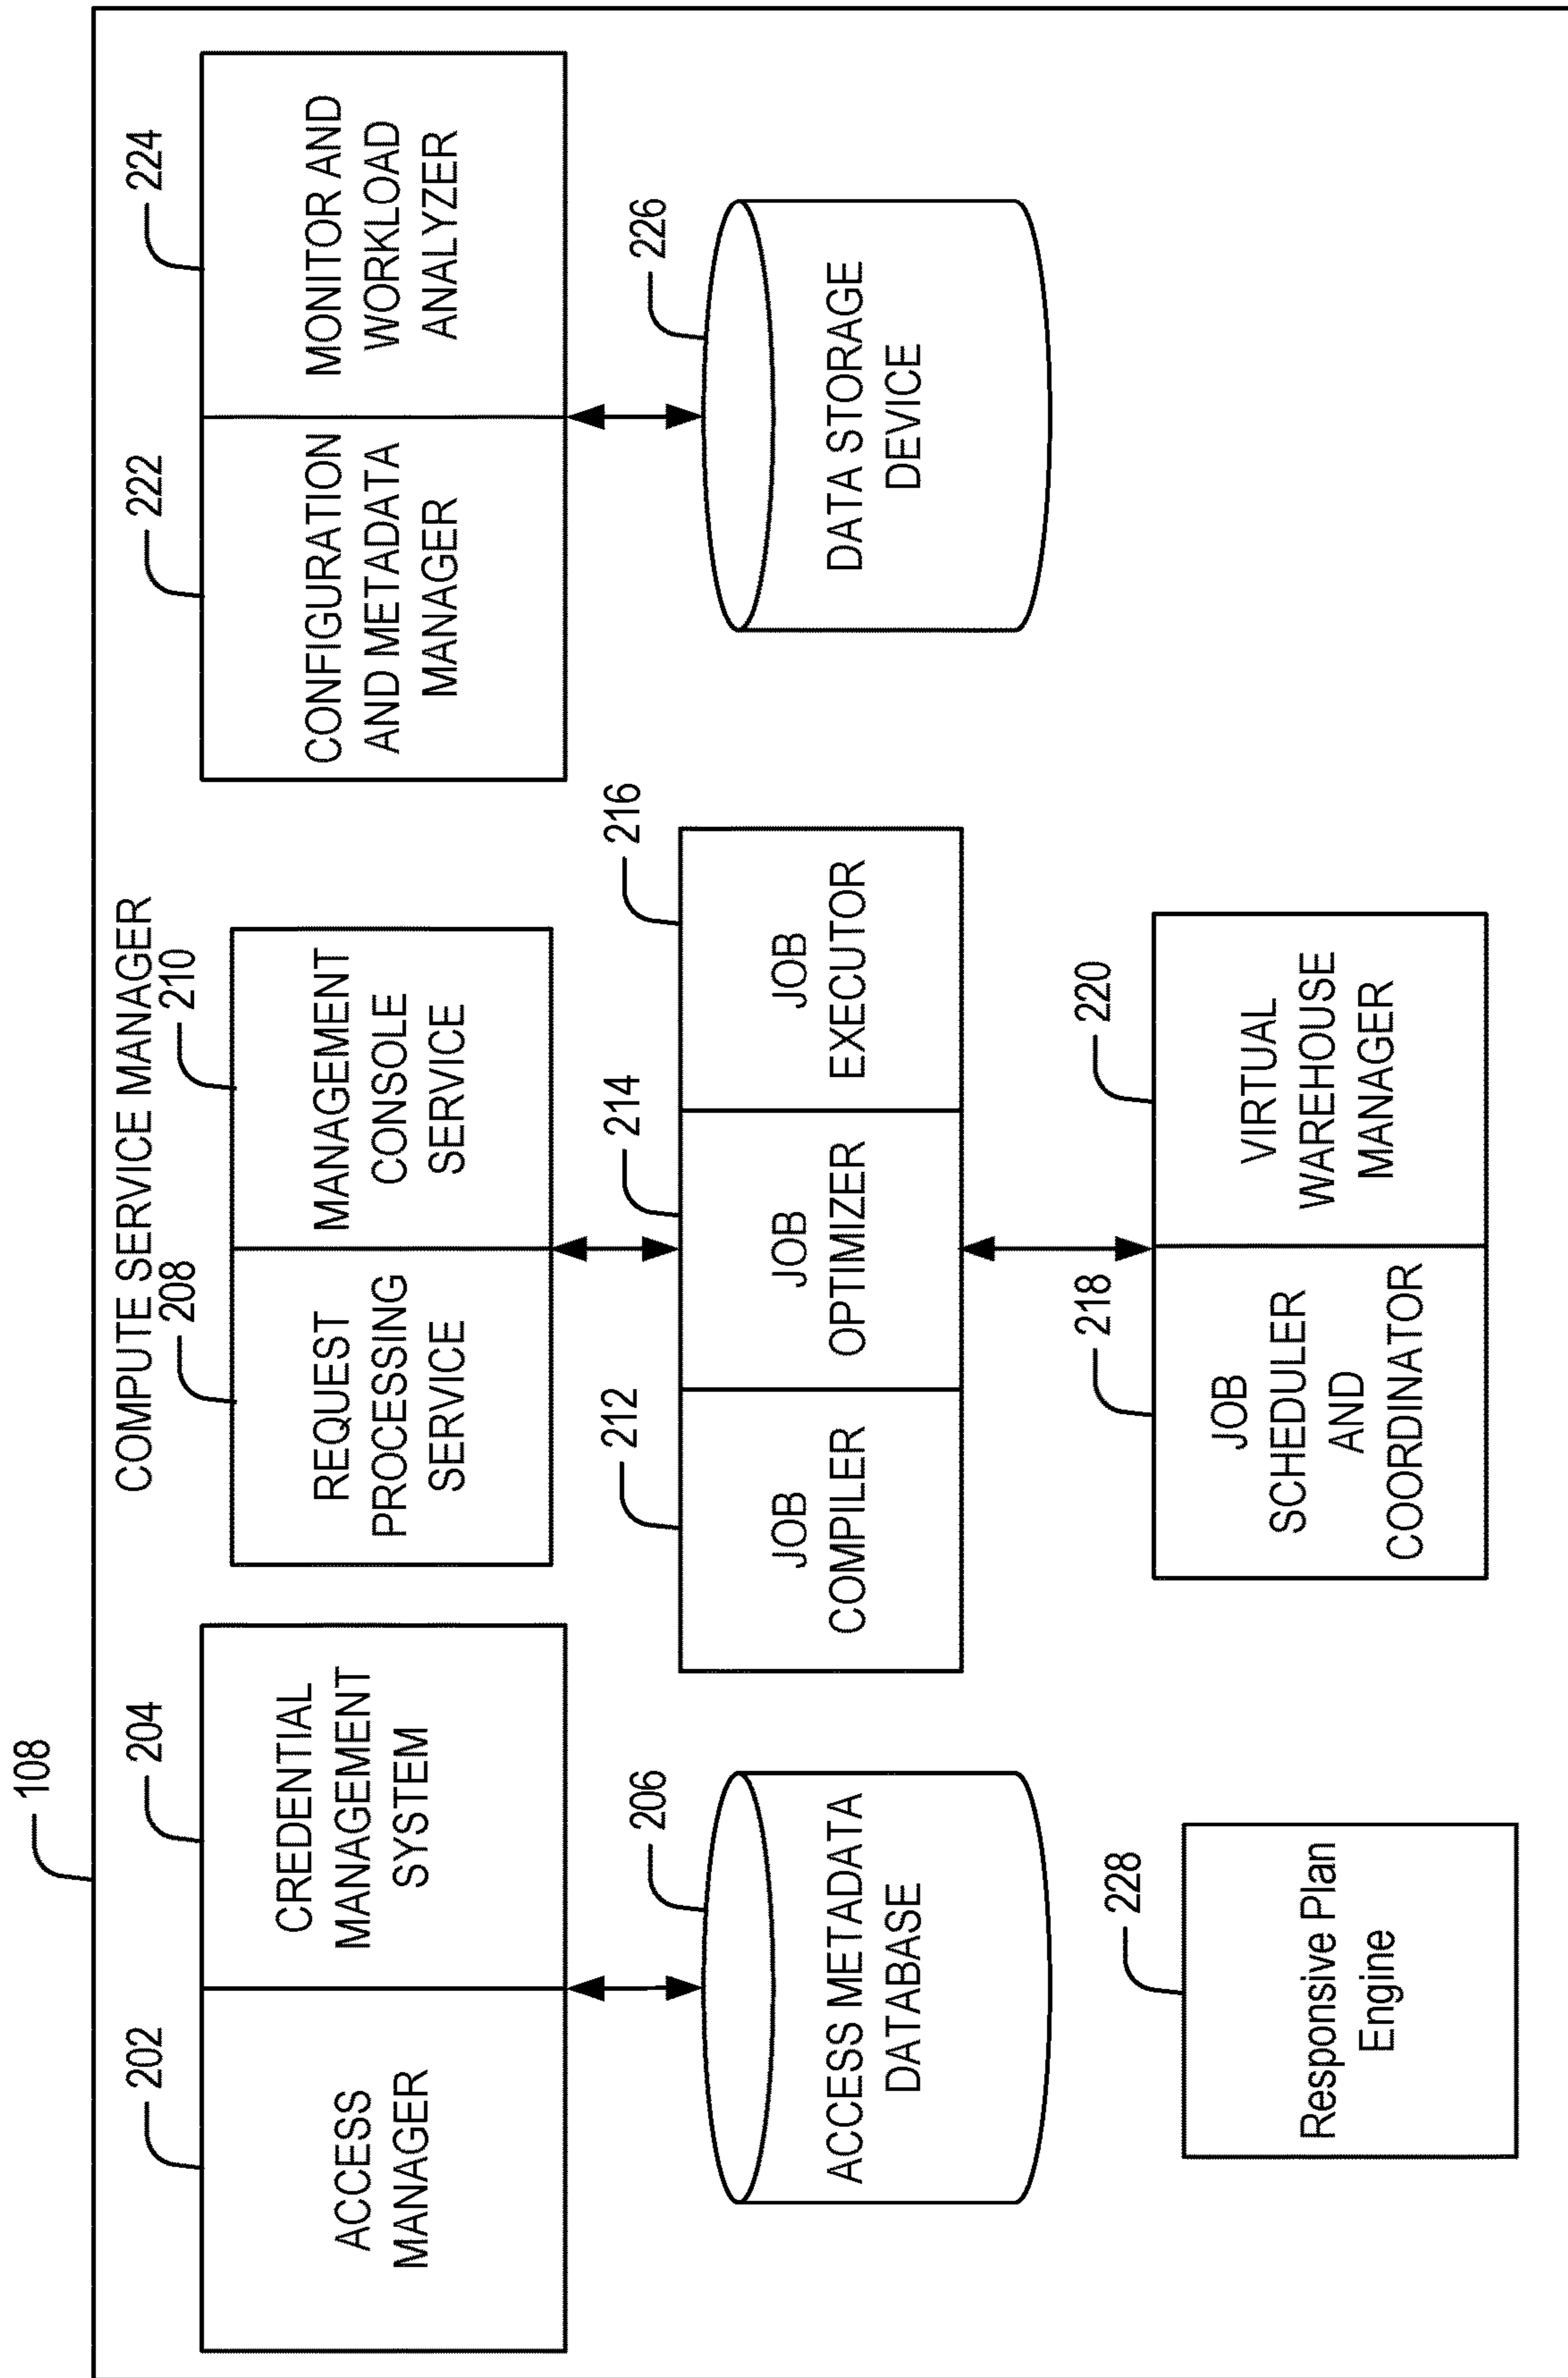 108
COMPUTE SERVICE MANAGER
202
ACCESS
MANAGER
204
CREDENTIAL
MANAGEMENT
SYSTEM
206
ACCESS METADATA
DATABASE
228
Responsive Plan
Engine
208
REQUEST
PROCESSING
SERVICE
210
MANAGEMENT
CONSOLE
SERVICE
212
JOB
COMPILER
214
JOB
OPTIMIZER
216
JOB
EXECUTOR
218
JOB
SCHEDULER
AND
COORDINATOR
220
VIRTUAL
WAREHOUSE
MANAGER
222
CONFIGURATION
AND METADATA
MANAGER
224
MONITOR AND
WORKLOAD
ANALYZER
226
DATA STORAGE
DEVICE